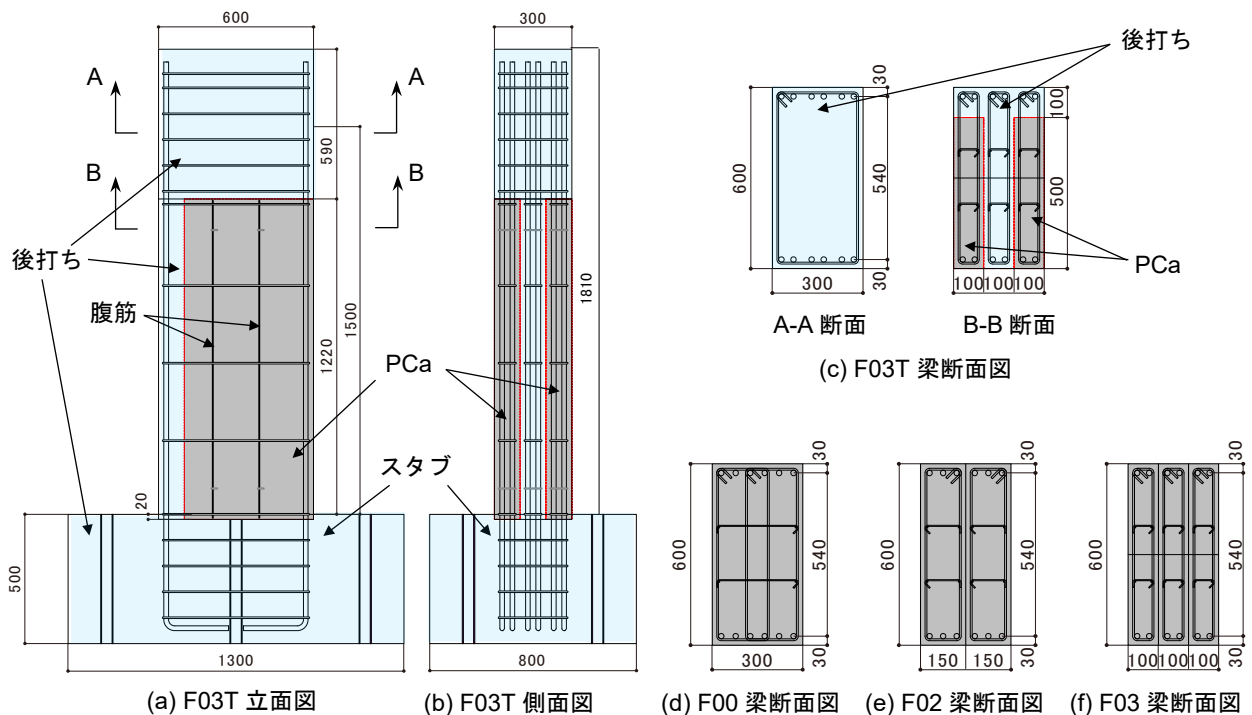 600
A
A
B
B
後打ち
腹筋
590
1500
1220
PCa
スタブ
20
500
1300
(a) F03T 立面図
300
1810
800
(b) F03T 側面図
後打ち
600
30
540
30
300
A-A 断面
100
500
100
100
100
PCa
B-B 断面
(c) F03T 梁断面図
600
30
540
30
300
(d) F00 梁断面図
600
30
540
30
150
150
(e) F02 梁断面図
600
30
540
30
100
100
100
(f) F03 梁断面図